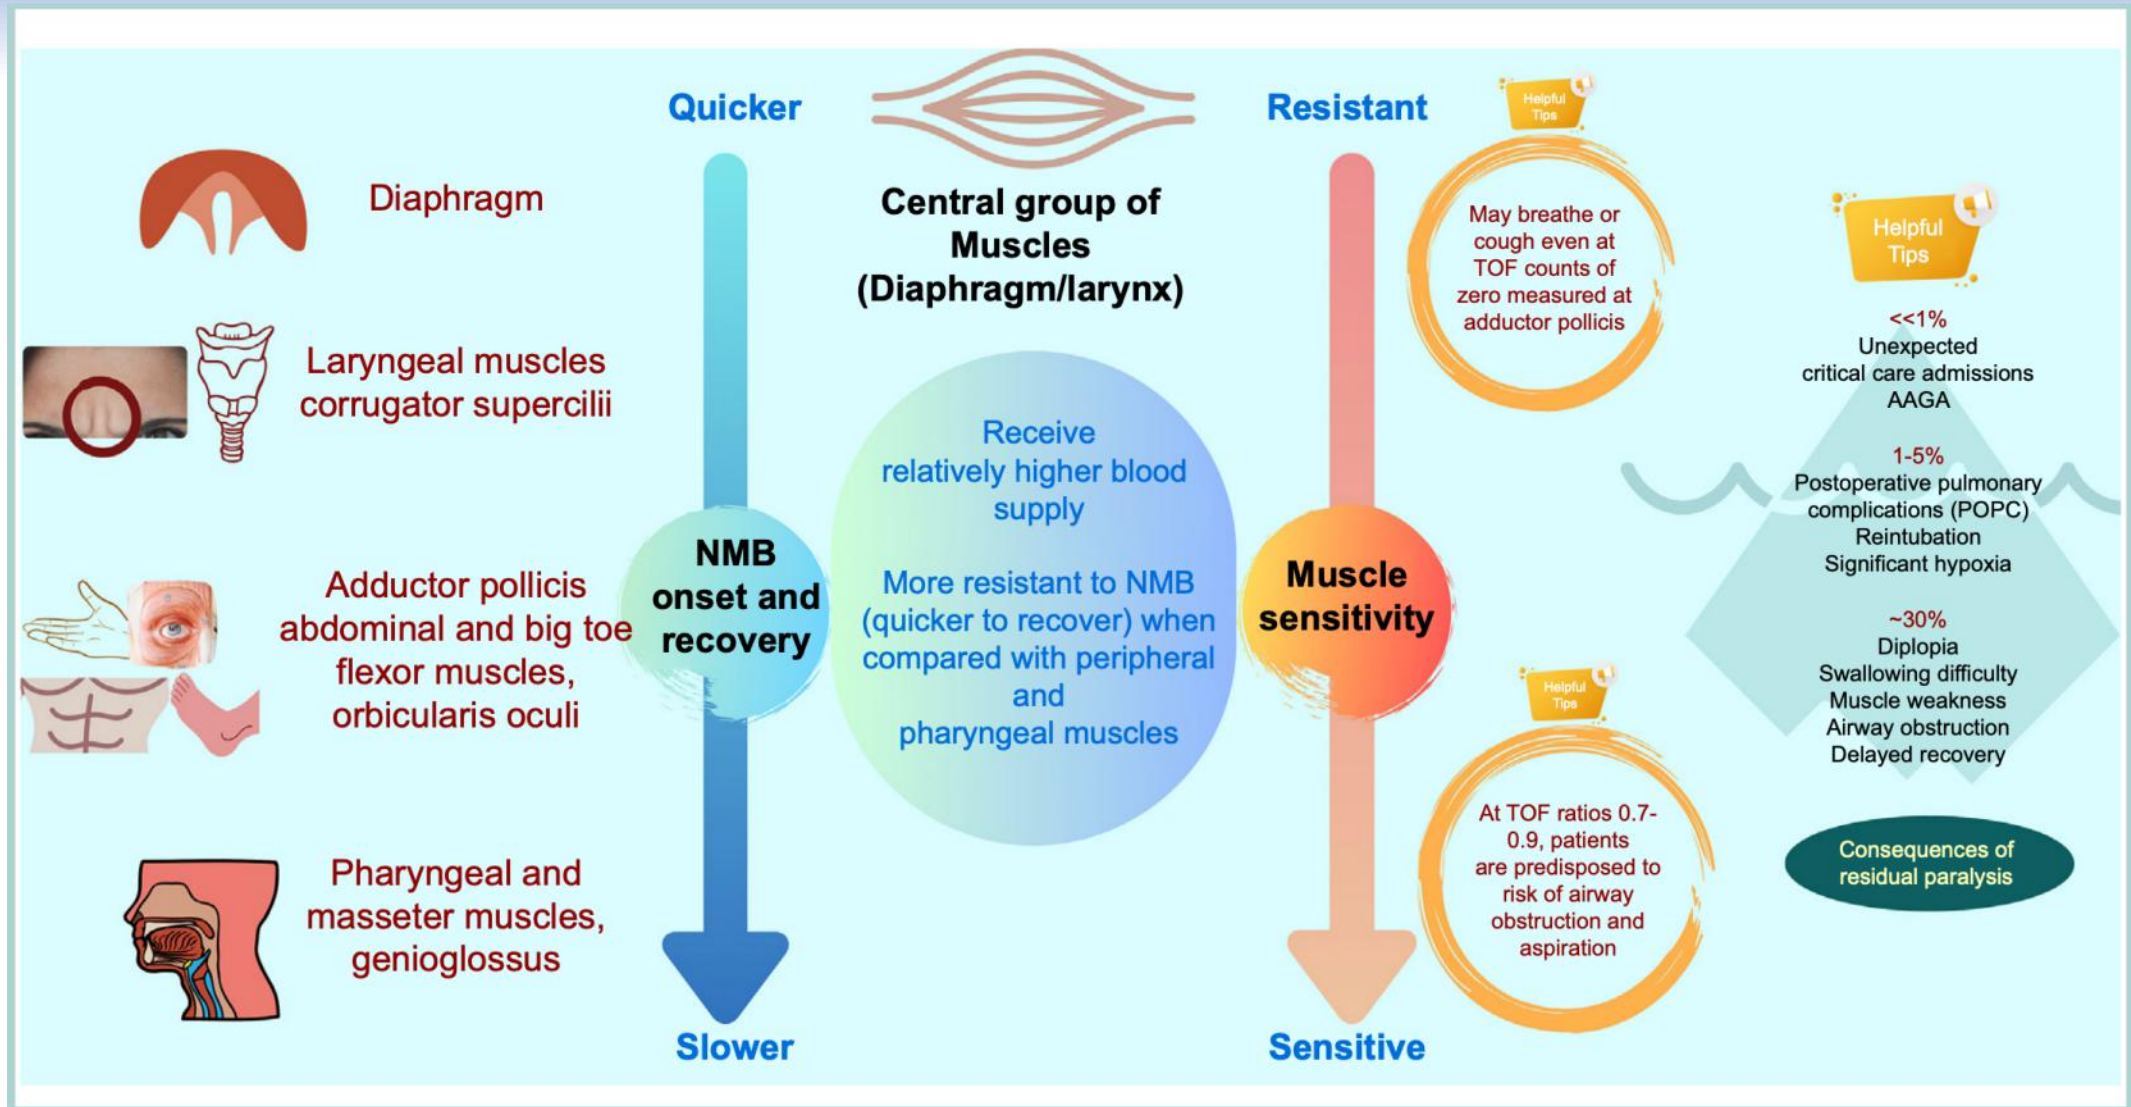 Quicker
Resistant
Helpful
Tips
Diaphragm
Central group of
Muscles
(Diaphragm/larynx)
May breathe or
cough even at
TOF counts of
zero measured at
adductor pollicis
Helpful
Tips
Laryngeal muscles
corrugator supercilii
<<1%
Unexpected
critical care admissions
AAGA
Receive
relatively higher blood
supply
1-5%
Postoperative pulmonary
complications (POPC)
Reintubation
Significant hypoxia
Adductor pollicis
abdominal and big toe
flexor muscles,
orbicularis oculi
NMB
onset and
recovery
More resistant to NMB
(quicker to recover) when
compared with peripheral
and
pharyngeal muscles
Muscle
sensitivity
~30%
Diplopia
Swallowing difficulty
Muscle weakness
Airway obstruction
Delayed recovery
Helpful
Tips
At TOF ratios 0.7-
0.9, patients
are predisposed to
risk of airway
obstruction and
aspiration
Consequences of
residual paralysis
Pharyngeal and
masseter muscles,
genioglossus
Slower
Sensitive